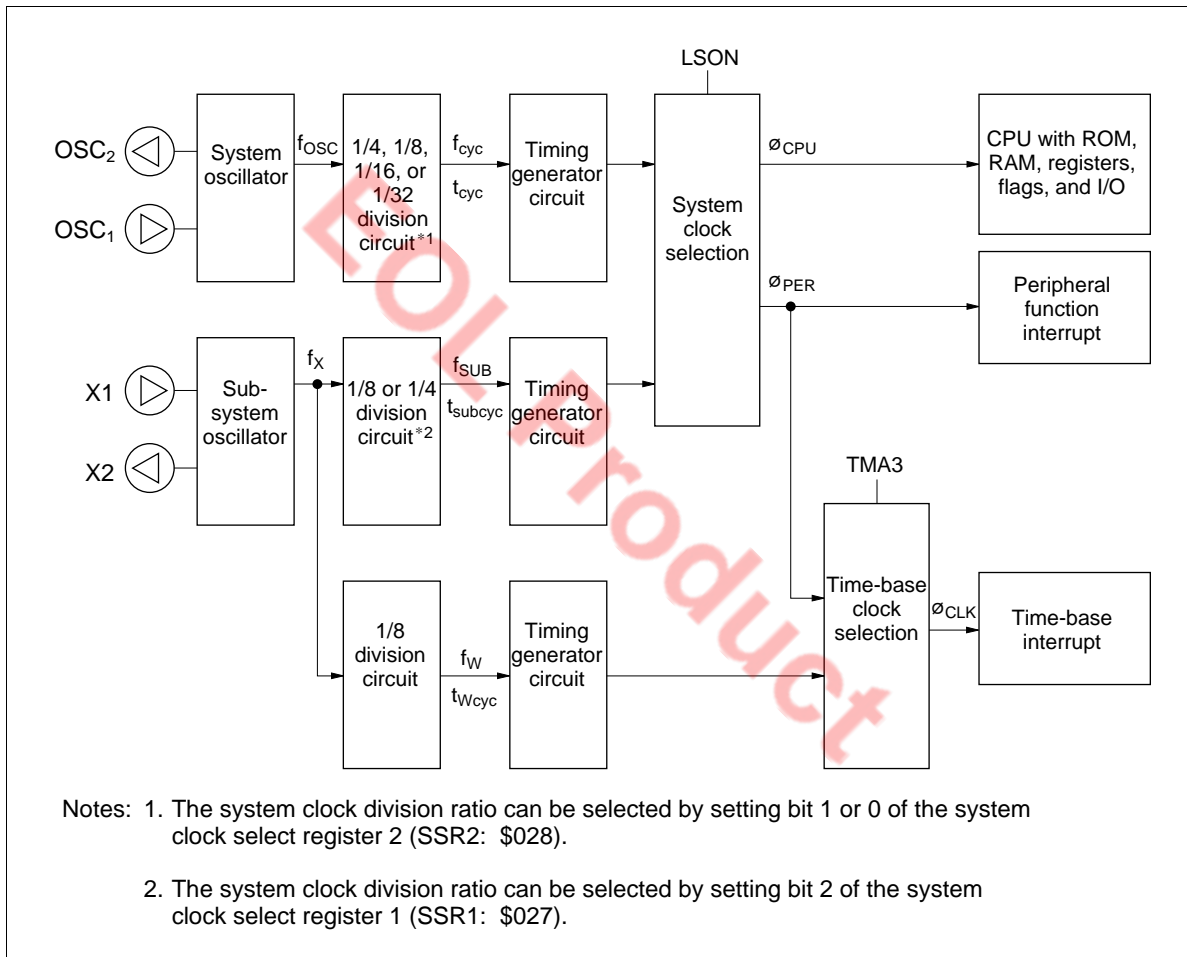 LSON
OSC2
OSC1
System
oscillator
fOSC
1/4, 1/8,
1/16, or
1/32
division
circuit*1
fcyc
tcyc
Timing
generator
circuit
System
clock
selection
øCPU
øPER
CPU with ROM,
RAM, registers,
flags, and I/O
Peripheral
function
interrupt
X1
X2
Sub-
system
oscillator
fX
1/8 or 1/4
division
circuit*2
fSUB
tsubcyc
Timing
generator
circuit
TMA3
1/8
division
circuit
fW
tWcyc
Timing
generator
circuit
Time-base
clock
selection
øCLK
Time-base
interrupt
EOL Product
Notes: 1. The system clock division ratio can be selected by setting bit 1 or 0 of the system
clock select register 2 (SSR2: $028).
2. The system clock division ratio can be selected by setting bit 2 of the system
clock select register 1 (SSR1: $027).